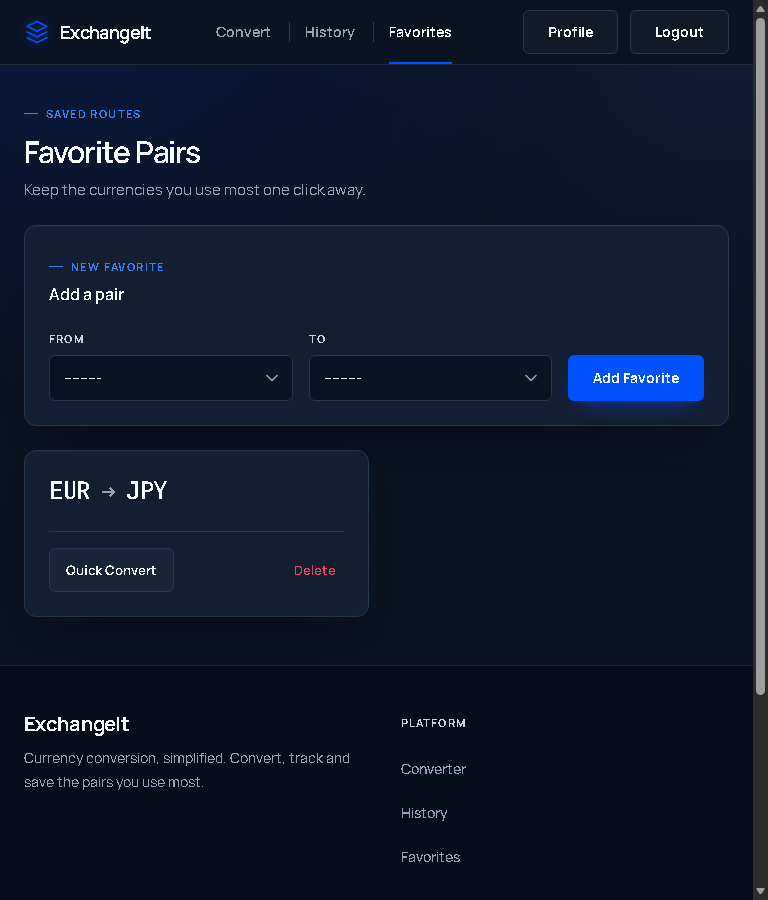 ExchangeIt
Convert
History
Favorites
Profile
Logout
SAVED ROUTES
Favorite Pairs
Keep the currencies you use most one click away.
NEW FAVORITE
Add a pair
FROM
TO
---------
---------
Add Favorite
EUR → JPY
Quick Convert
Delete
ExchangeIt
Currency conversion, simplified. Convert, track and
save the pairs you use most.
PLATFORM
Converter
History
Favorites